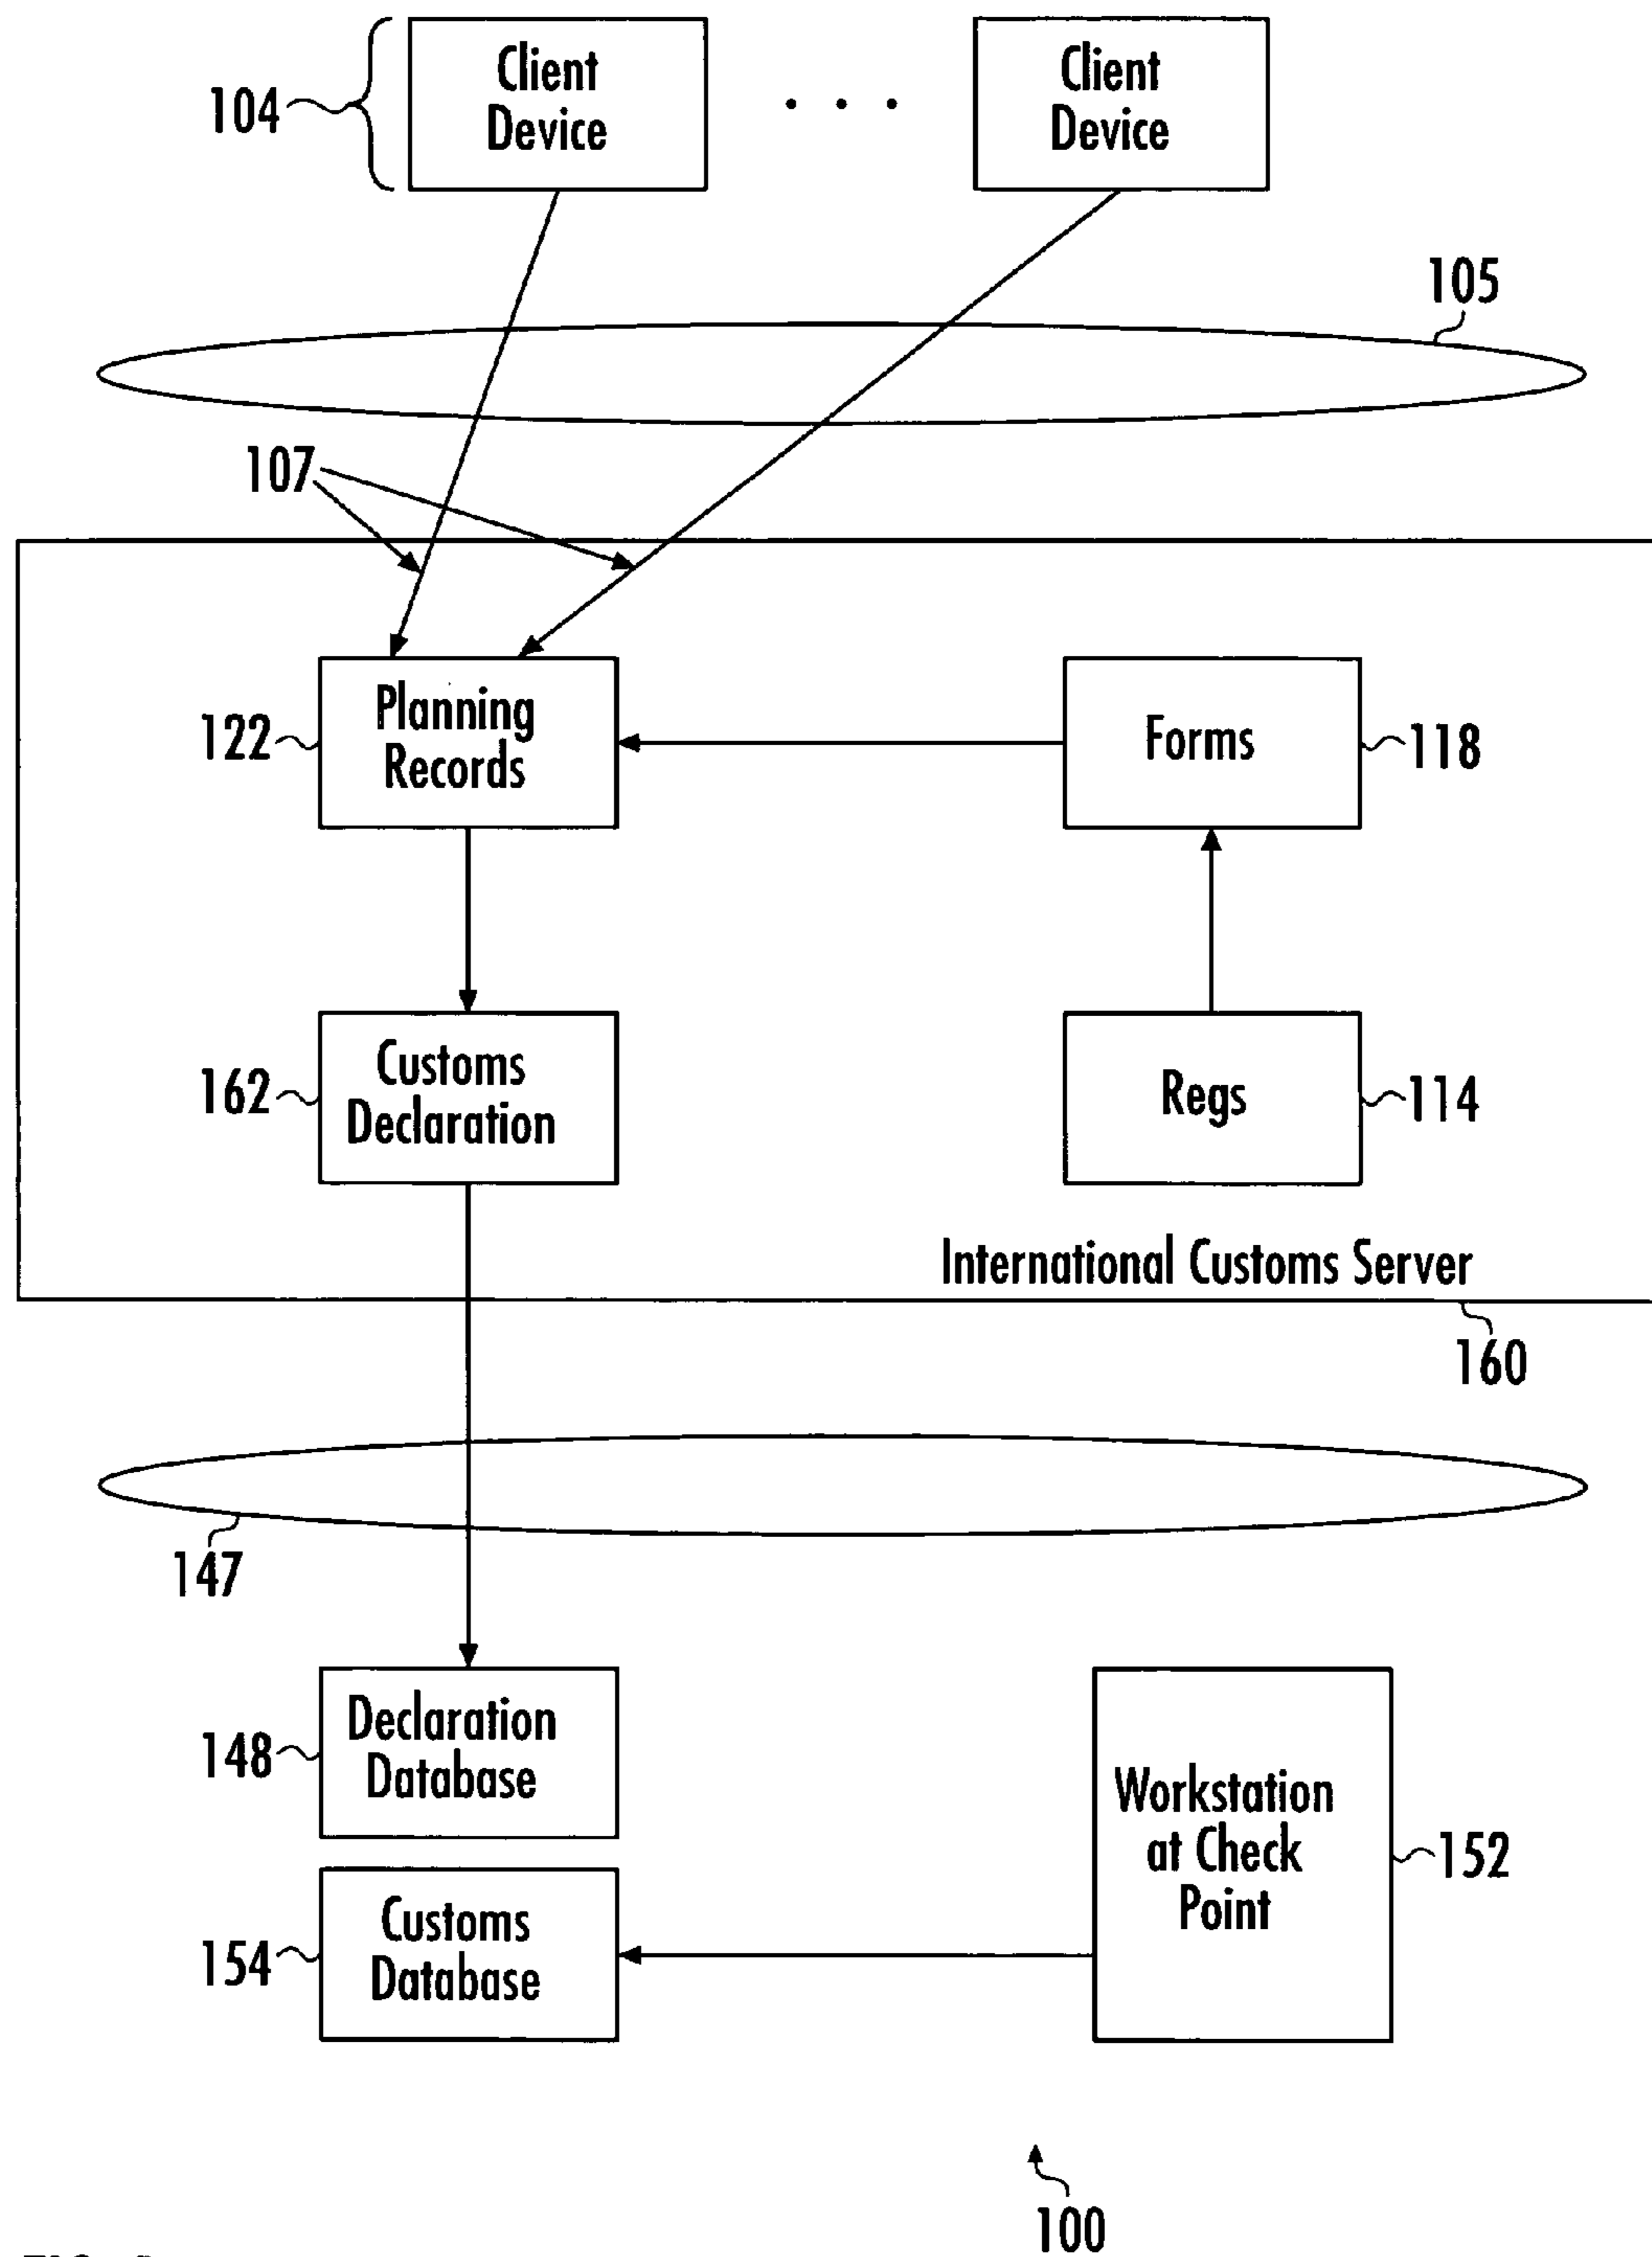 104
Client
Device
. . .
Client
Device
105
107
122
Planning
Records
Forms
118
162
Customs
Declaration
Regs
114
International Customs Server
160
147
148
Declaration
Database
154
Customs
Database
Workstation
at Check
Point
152
100